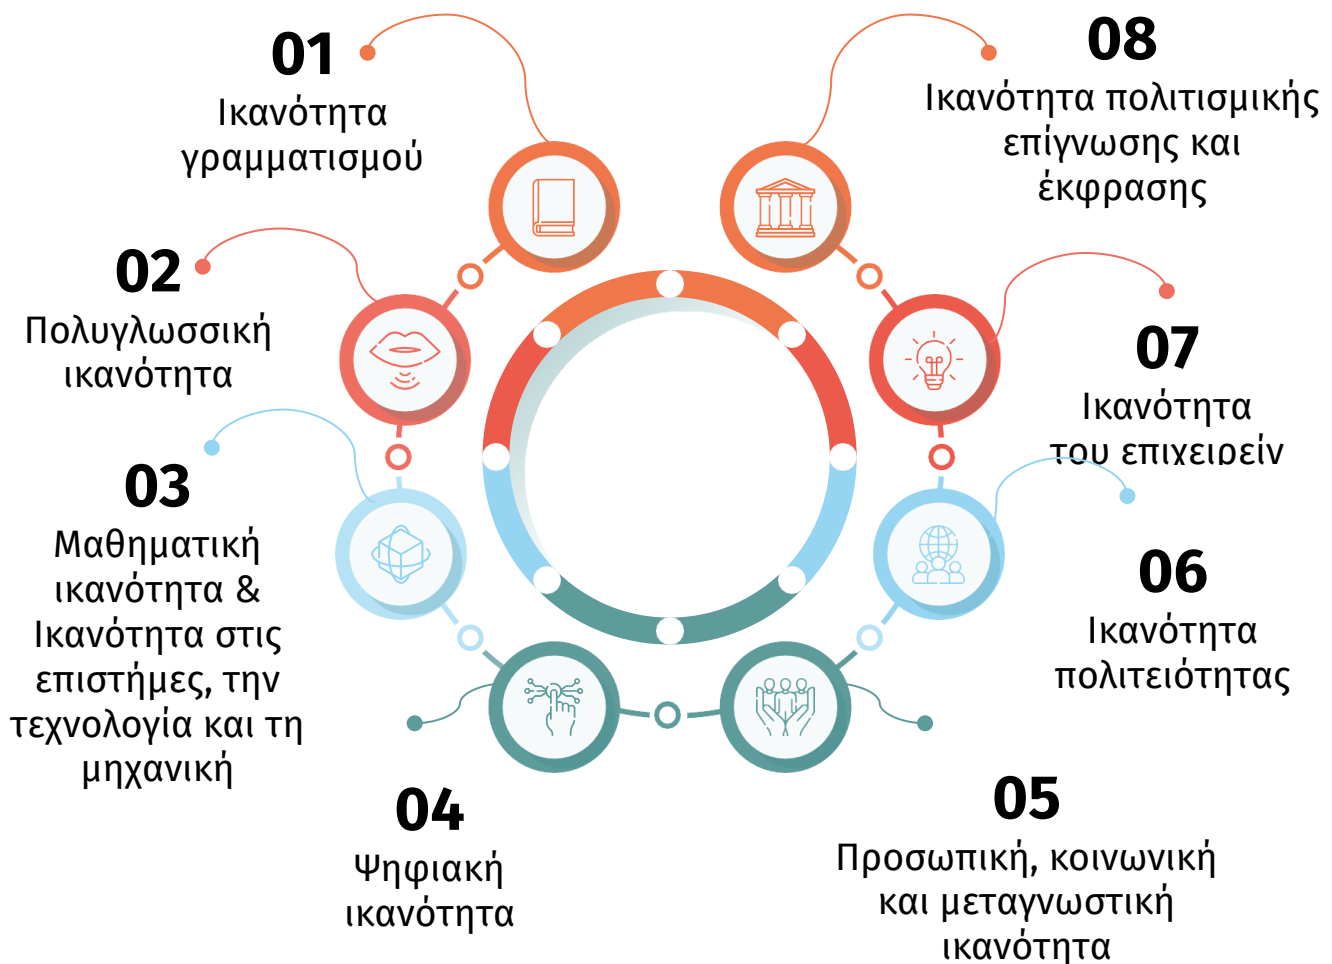 01
Ικανότητα
γραμματισμού
02
Πολυγλωσσική
ικανότητα
03
Μαθηματική
ικανότητα &
Ικανότητα στις
επιστήμες, την
τεχνολογία και τη
μηχανική
04
Ψηφιακή
ικανότητα
05
Προσωπική, κοινωνική
και μεταγνωστική
ικανότητα
06
Ικανότητα
πολιτειότητας
07
Ικανότητα
του επιχειρείν
08
Ικανότητα πολιτισμικής
επίγνωσης και
έκφρασης